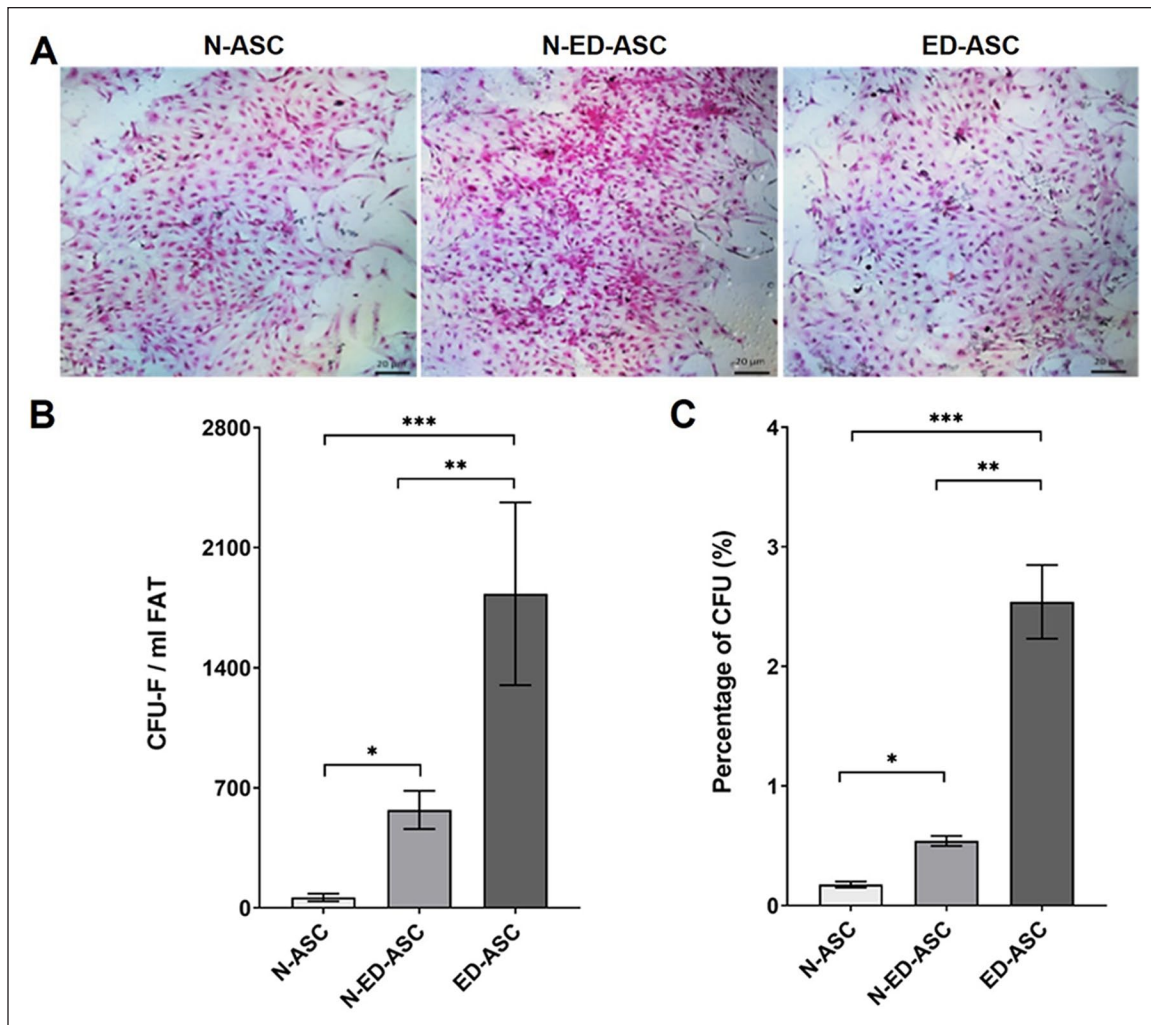 A
N-ASC
N-ED-ASC
ED-ASC
20 µm
20 µm
20 µm
B
2800
2100
1400
700
0
CFU-F / ml FAT
***
**
*
N-ASC
N-ED-ASC
ED-ASC
C
4
3
2
1
0
Percentage of CFU (%)
***
**
*
N-ASC
N-ED-ASC
ED-ASC